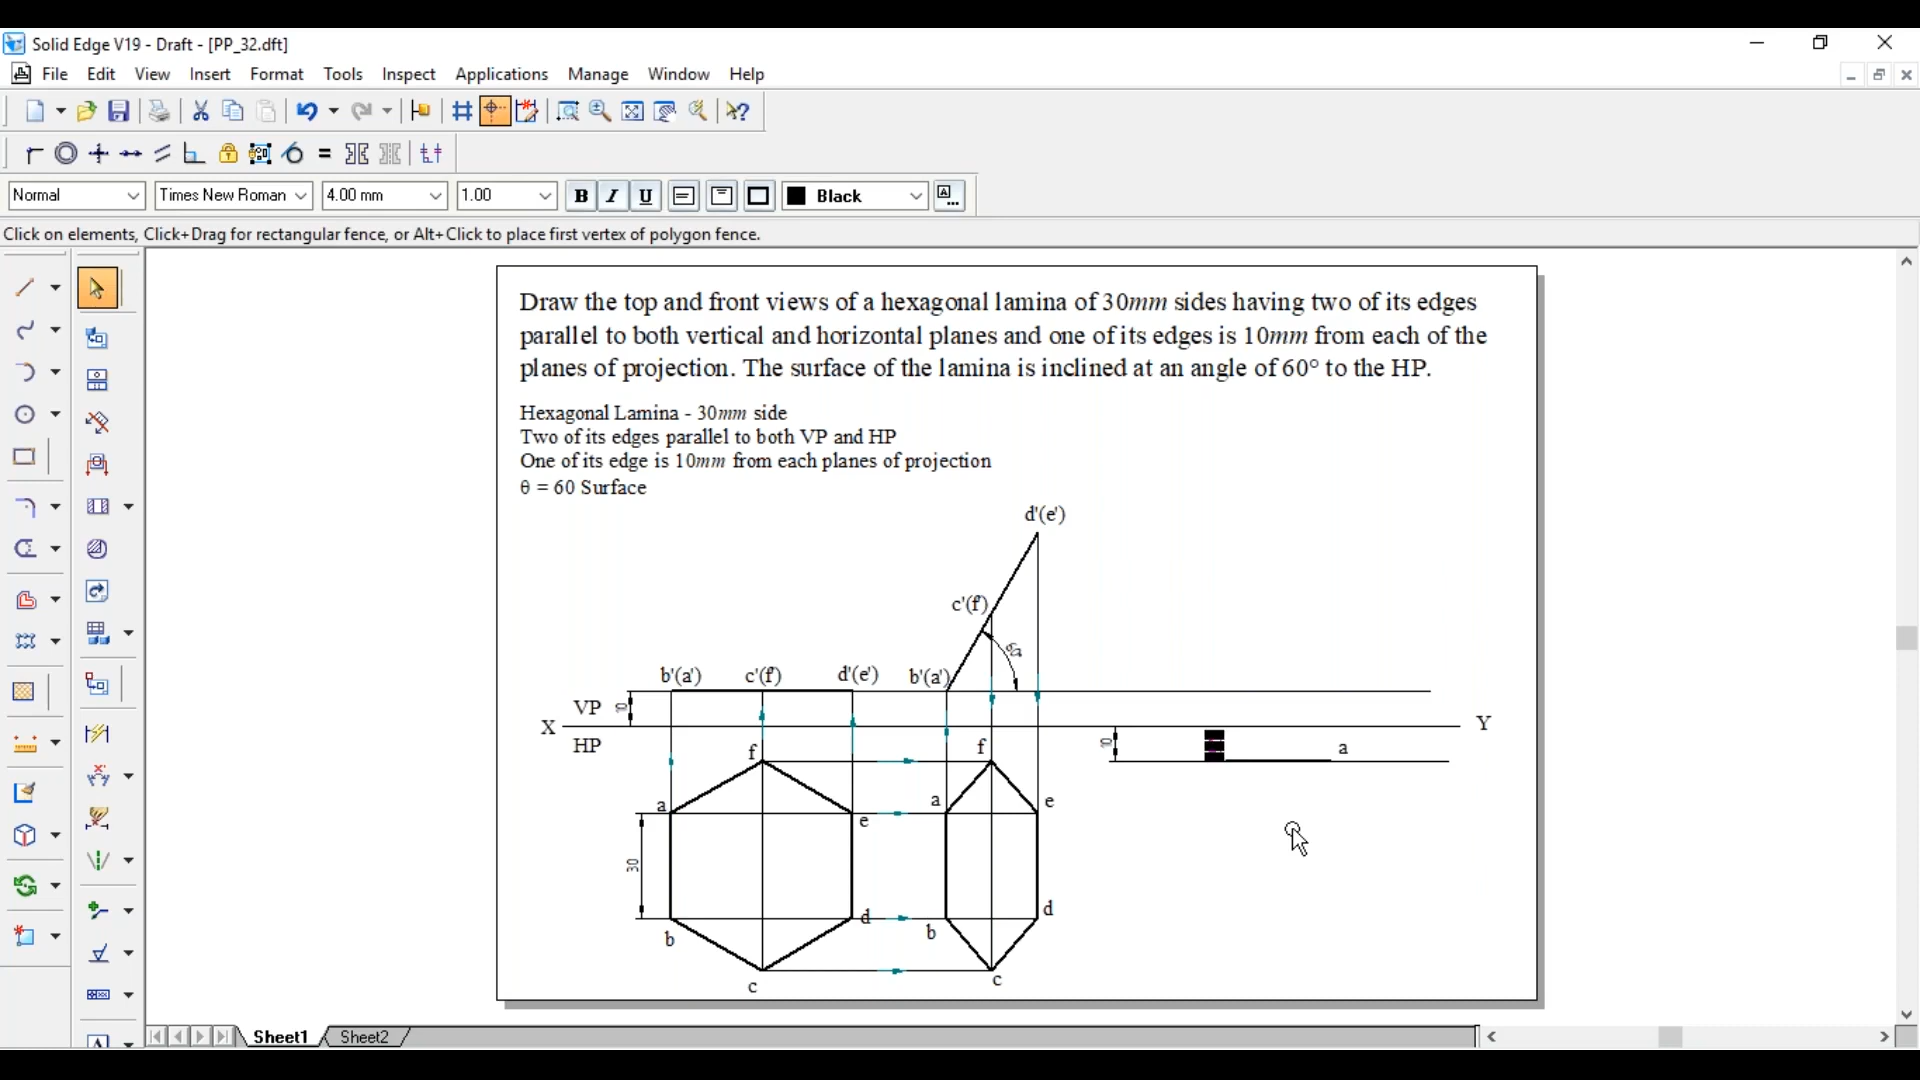 Solid Edge V19 - Draft - [PP_32.dft]
File Edit View Insert Format Tools Inspect Applications Manage Window Help
Normal Times New Roman 4.00 mm 1.00 B I U Black
Click on elements, Click+Drag for rectangular fence, or Alt+Click to place first vertex of polygon fence.
Draw the top and front views of a hexagonal lamina of 30mm sides having two of its edges
parallel to both vertical and horizontal planes and one of its edges is 10mm from each of the
planes of projection. The surface of the lamina is inclined at an angle of 60° to the HP.
Hexagonal Lamina - 30mm side
Two of its edges parallel to both VP and HP
One of its edge is 10mm from each planes of projection
θ = 60 Surface
d'(e')
c'(f')
b'(a') c'(f') d'(e') b'(a')
VP 10
X Y
HP
f f 10 a
a e a e
30
b d b d
c c
Sheet1 Sheet2